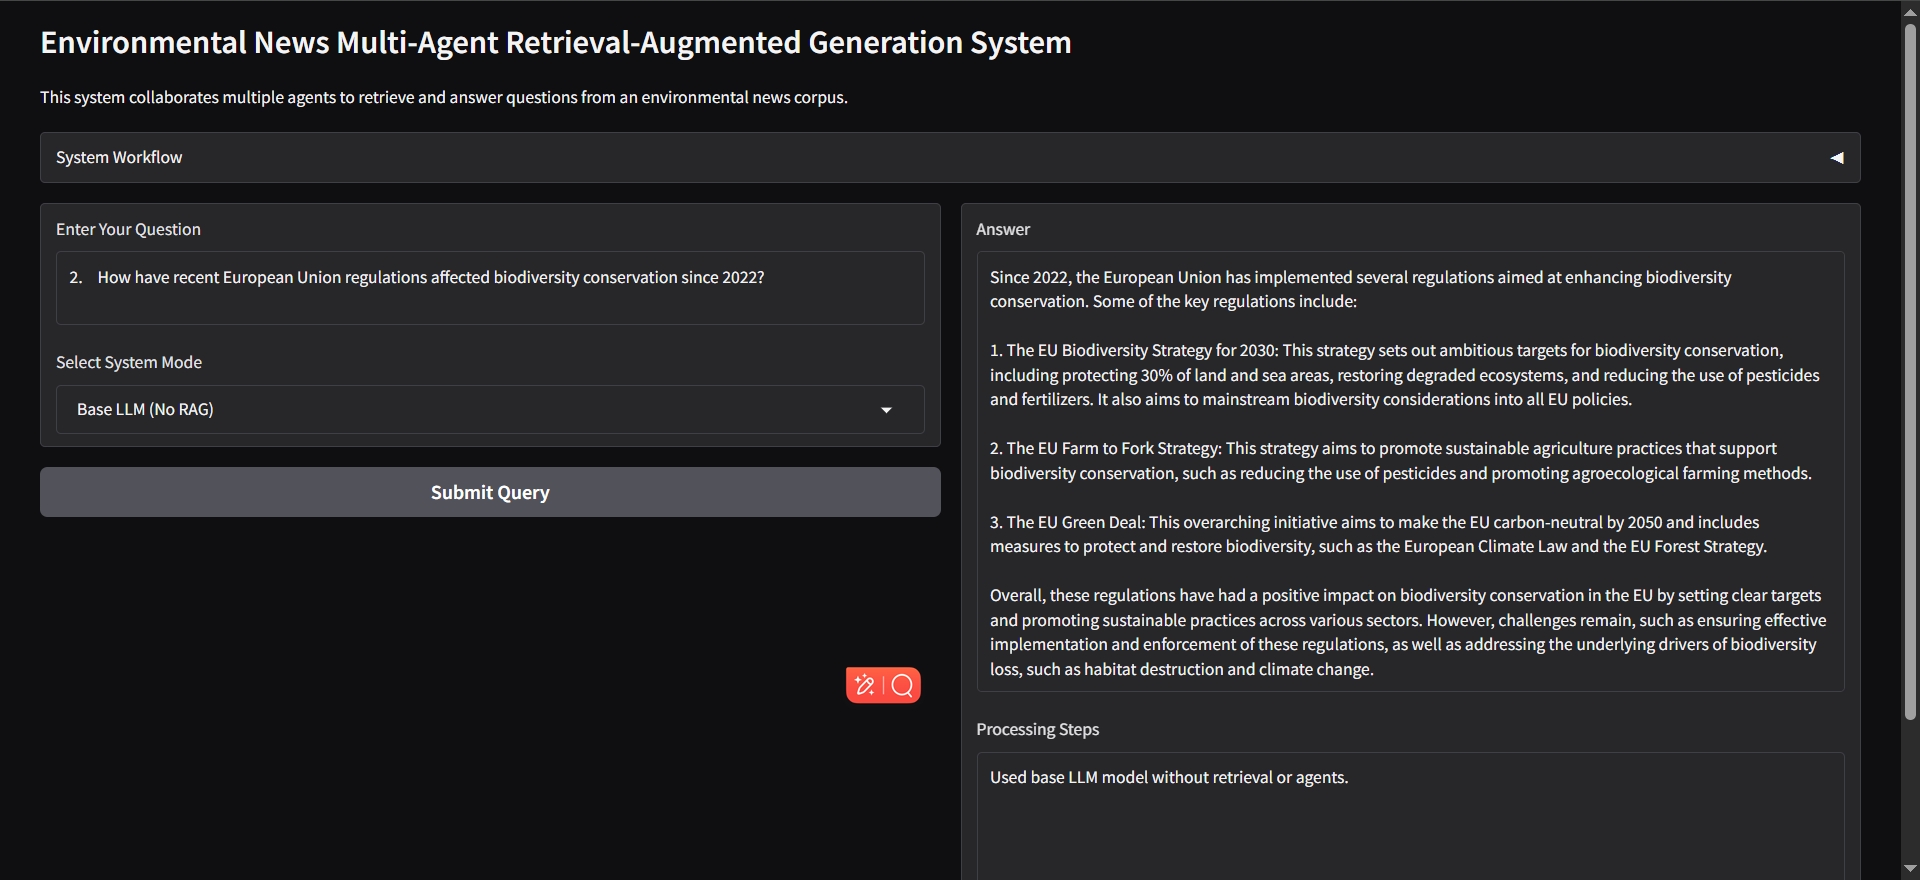 Environmental News Multi-Agent Retrieval-Augmented Generation System
This system collaborates multiple agents to retrieve and answer questions from an environmental news corpus.
System Workflow
Enter Your Question
2. How have recent European Union regulations affected biodiversity conservation since 2022?
Select System Mode
Base LLM (No RAG)
Submit Query
Answer
Since 2022, the European Union has implemented several regulations aimed at enhancing biodiversity
conservation. Some of the key regulations include:
1. The EU Biodiversity Strategy for 2030: This strategy sets out ambitious targets for biodiversity conservation,
including protecting 30% of land and sea areas, restoring degraded ecosystems, and reducing the use of pesticides
and fertilizers. It also aims to mainstream biodiversity considerations into all EU policies.
2. The EU Farm to Fork Strategy: This strategy aims to promote sustainable agriculture practices that support
biodiversity conservation, such as reducing the use of pesticides and promoting agroecological farming methods.
3. The EU Green Deal: This overarching initiative aims to make the EU carbon-neutral by 2050 and includes
measures to protect and restore biodiversity, such as the European Climate Law and the EU Forest Strategy.
Overall, these regulations have had a positive impact on biodiversity conservation in the EU by setting clear targets
and promoting sustainable practices across various sectors. However, challenges remain, such as ensuring effective
implementation and enforcement of these regulations, as well as addressing the underlying drivers of biodiversity
loss, such as habitat destruction and climate change.
Processing Steps
Used base LLM model without retrieval or agents.